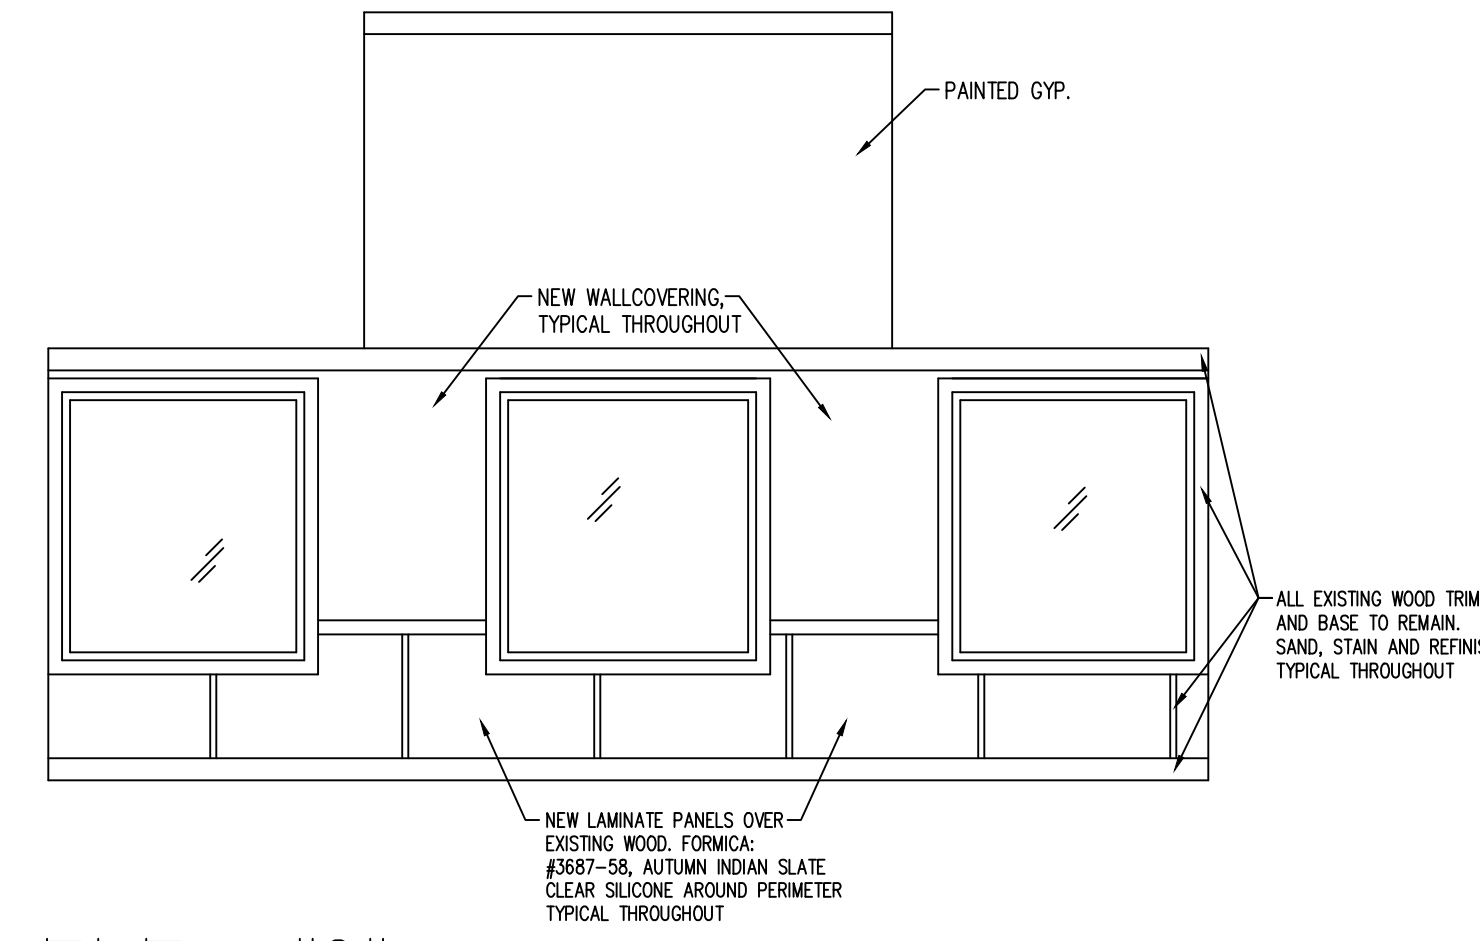 PAINTED GYP.
NEW WALLCOVERING,
TYPICAL THROUGHOUT
ALL EXISTING WOOD TRIM
AND BASE TO REMAIN.
SAND, STAIN AND
TYPICAL THROUGHOUT
NEW LAMINATE PANELS OVER
EXISTING WOOD. FORMICA:
#3687-58, AUTUMN INDIAN SLATE
CLEAR SILICONE AROUND PERIMETER
TYPICAL THROUGHOUT